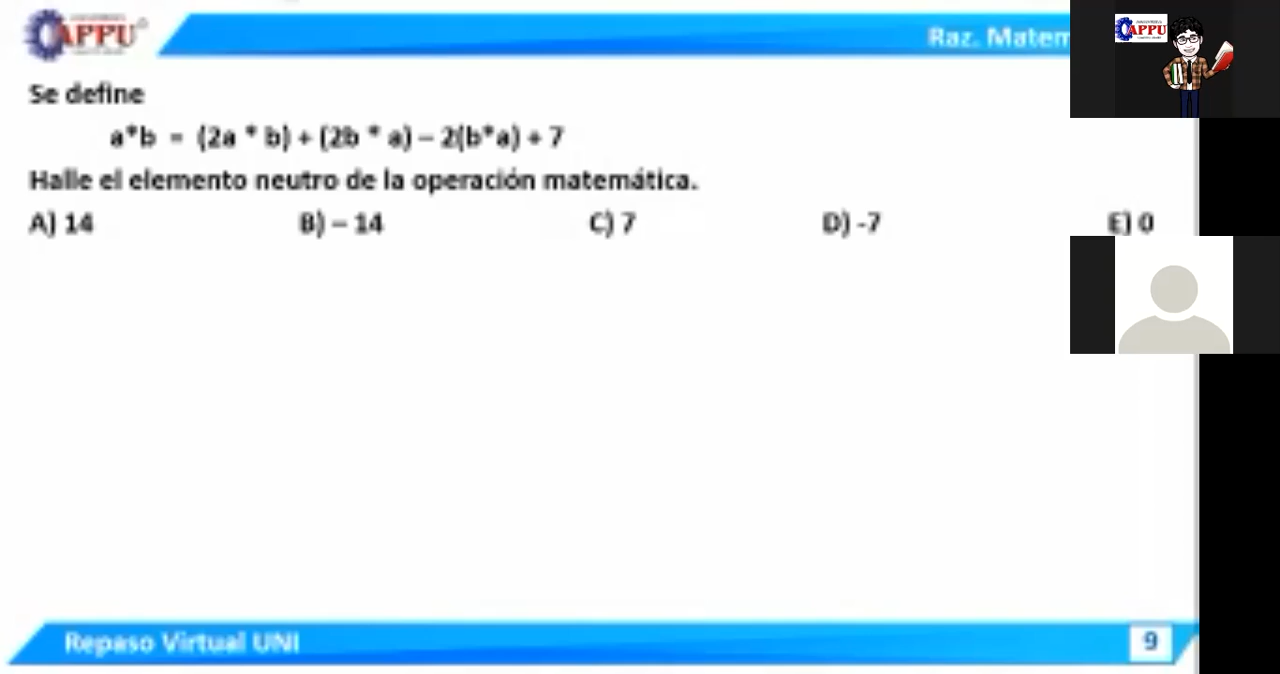 APPU
Raz. Matem
APPU
Se define
a*b = (2a * b) + (2b * a) – 2(b*a) + 7
Halle el elemento neutro de la operación matemática.
A) 14 B) – 14 C) 7 D) -7 E) 0
Repaso Virtual UNI
9